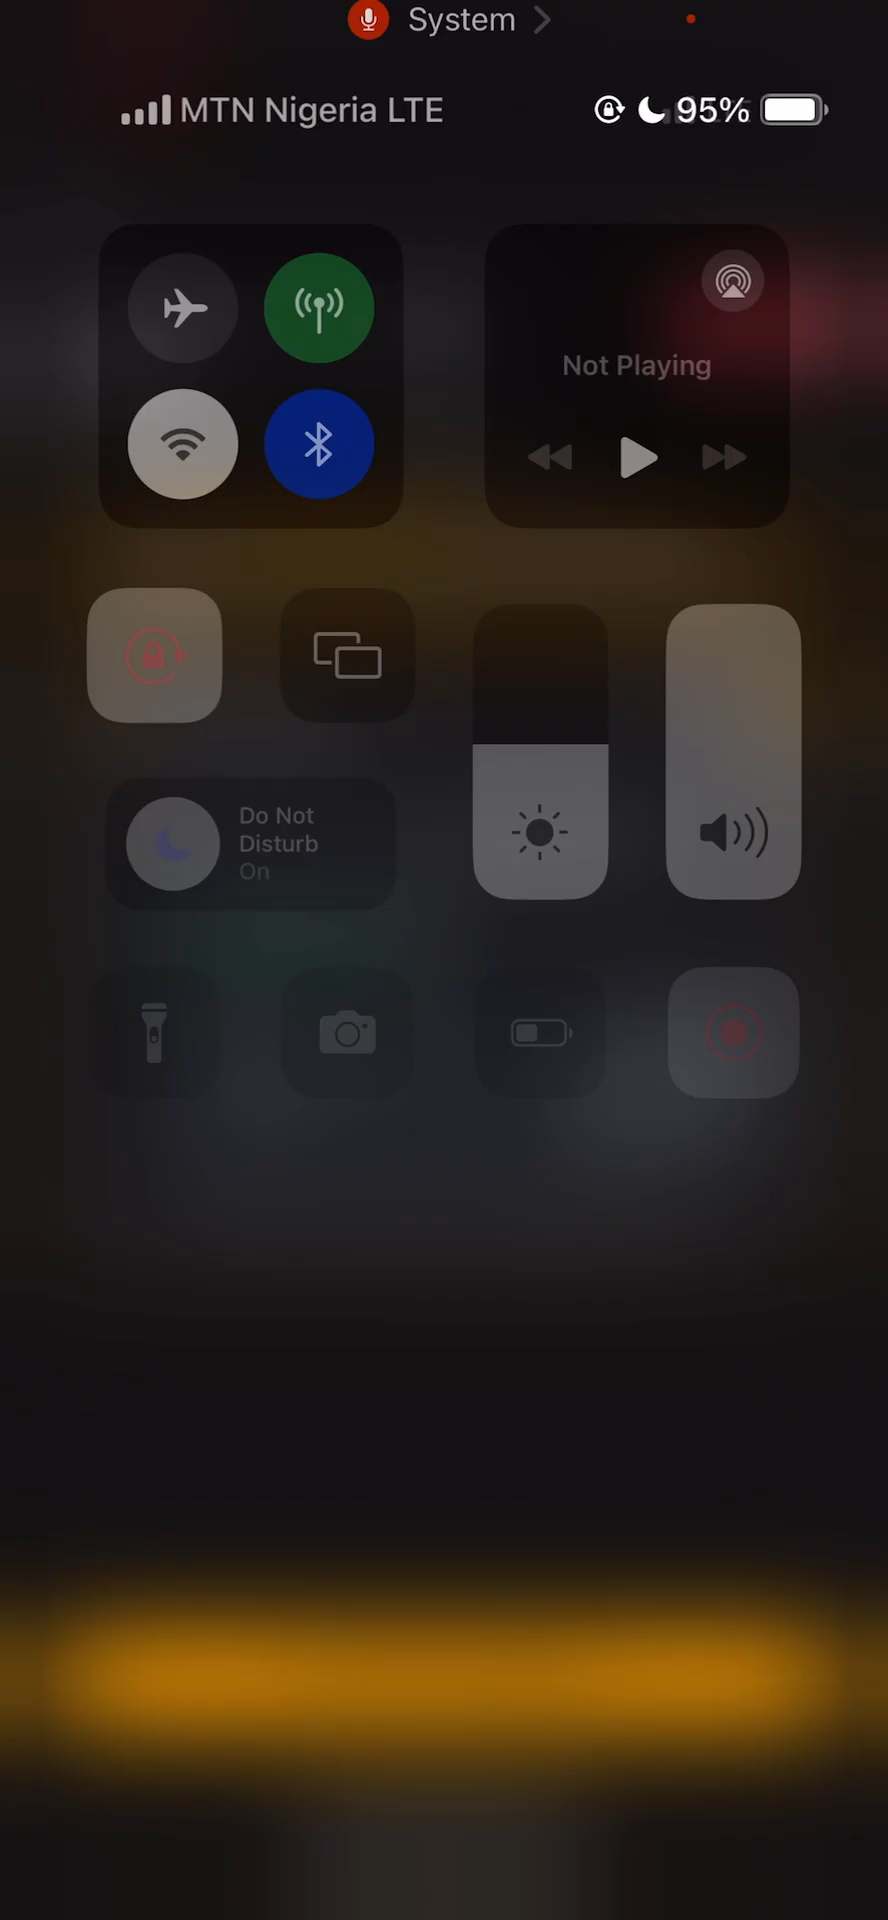 System
MTN Nigeria LTE
95%
Not Playing
Do Not
Disturb
On